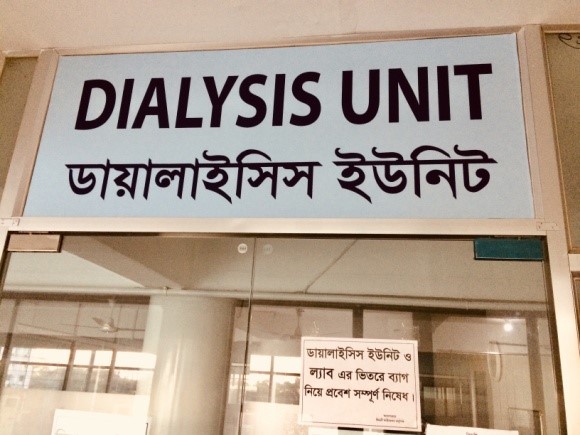 DIALYSIS UNIT
ডায়ালাইসিস ইউনিট
ডায়ালাইসিস ইউনিট ও
ল্যাব এর ভিতরে ব্যাগ
নিয়ে প্রবেশ সম্পূর্ণ নিষেধ।